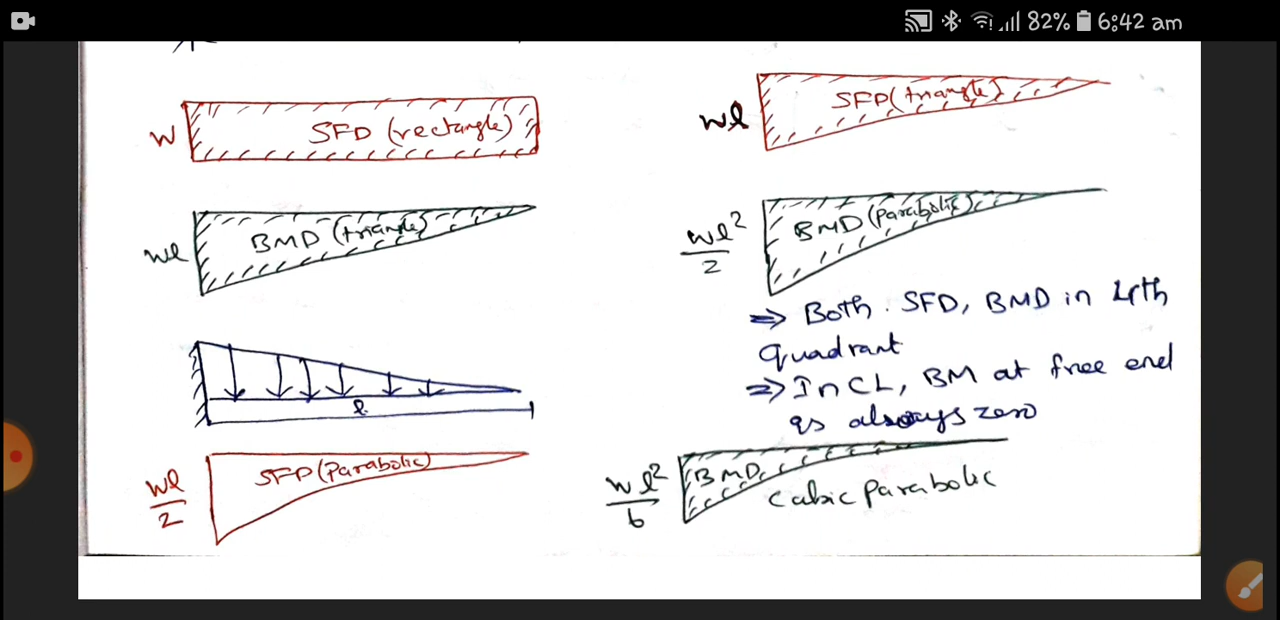 82% 6:42 am
W SFD (rectangle)
wl SFD (triangle)
wl BMD (triangle)
wl²/2 BMD (Parabolic)
⇒ Both. SFD, BMD in 4rth
quadrant
⇒ In CL, BM at free end
is always zero
l
wl/2 SFD (Parabolic)
wl²/6 BMD
Cubic parabolic